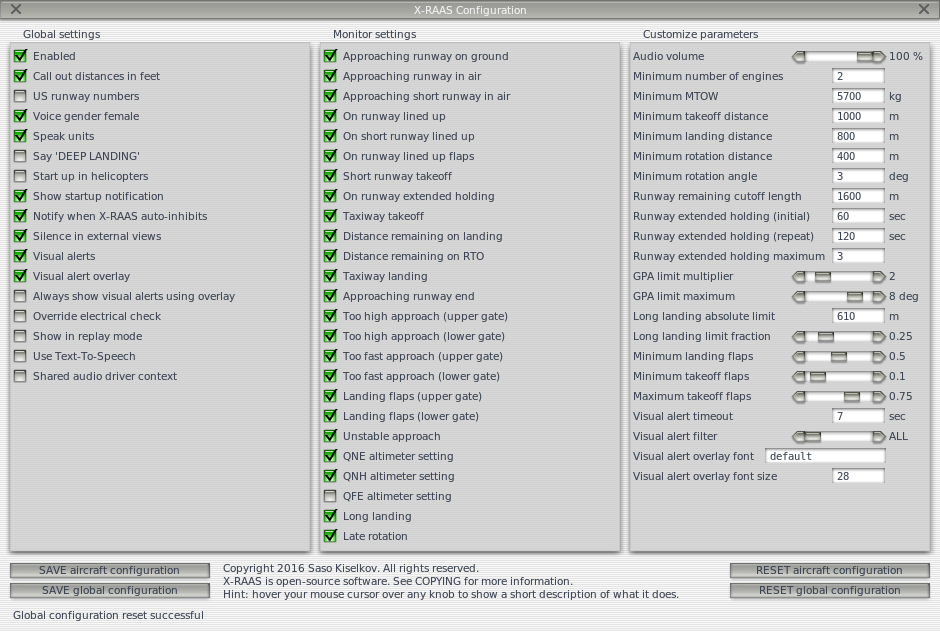 X-RAAS Configuration
Global settings
Enabled
Call out distances in feet
US runway numbers
Voice gender female
Speak units
Say 'DEEP LANDING'
Start up in helicopters
Show startup notification
Notify when X-RAAS auto-inhibits
Silence in external views
Visual alerts
Visual alert overlay
Always show visual alerts using overlay
Override electrical check
Show in replay mode
Use Text-To-Speech
Shared audio driver context
Monitor settings
Approaching runway on ground
Approaching runway in air
Approaching short runway in air
On runway lined up
On short runway lined up
On runway lined up flaps
Short runway takeoff
On runway extended holding
Taxiway takeoff
Distance remaining on landing
Distance remaining on RTO
Taxiway landing
Approaching runway end
Too high approach (upper gate)
Too high approach (lower gate)
Too fast approach (upper gate)
Too fast approach (lower gate)
Landing flaps (upper gate)
Landing flaps (lower gate)
Unstable approach
QNE altimeter setting
QNH altimeter setting
QFE altimeter setting
Long landing
Late rotation
Customize parameters
Audio volume 100 %
Minimum number of engines 2
Minimum MTOW 5700 kg
Minimum takeoff distance 1000 m
Minimum landing distance 800 m
Minimum rotation distance 400 m
Minimum rotation angle 3 deg
Runway remaining cutoff length 1600 m
Runway extended holding (initial) 60 sec
Runway extended holding (repeat) 120 sec
Runway extended holding maximum 3
GPA limit multiplier 2
GPA limit maximum 8 deg
Long landing absolute limit 610 m
Long landing limit fraction 0.25
Minimum landing flaps 0.5
Minimum takeoff flaps 0.1
Maximum takeoff flaps 0.75
Visual alert timeout 7 sec
Visual alert filter ALL
Visual alert overlay font default
Visual alert overlay font size 28
SAVE aircraft configuration
SAVE global configuration
Copyright 2016 Saso Kiselkov. All rights reserved.
X-RAAS is open-source software. See COPYING for more information.
Hint: hover your mouse cursor over any knob to show a short description of what it does.
RESET aircraft configuration
RESET global configuration
Global configuration reset successful